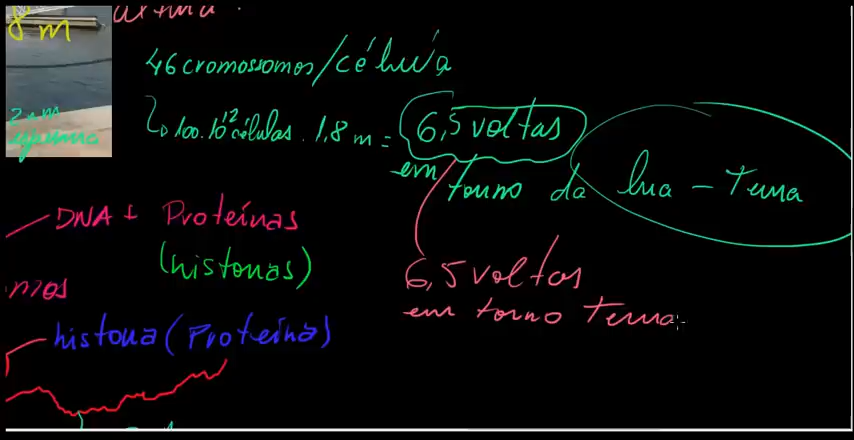 8 m
46 cromossomos/célula
↳ 100.10¹² células . 1,8 m = 6,5 voltas
em torno da lua – Terra
DNA + Proteínas
(histonas)
6,5 voltas
em torno Terra
histona (Proteína)